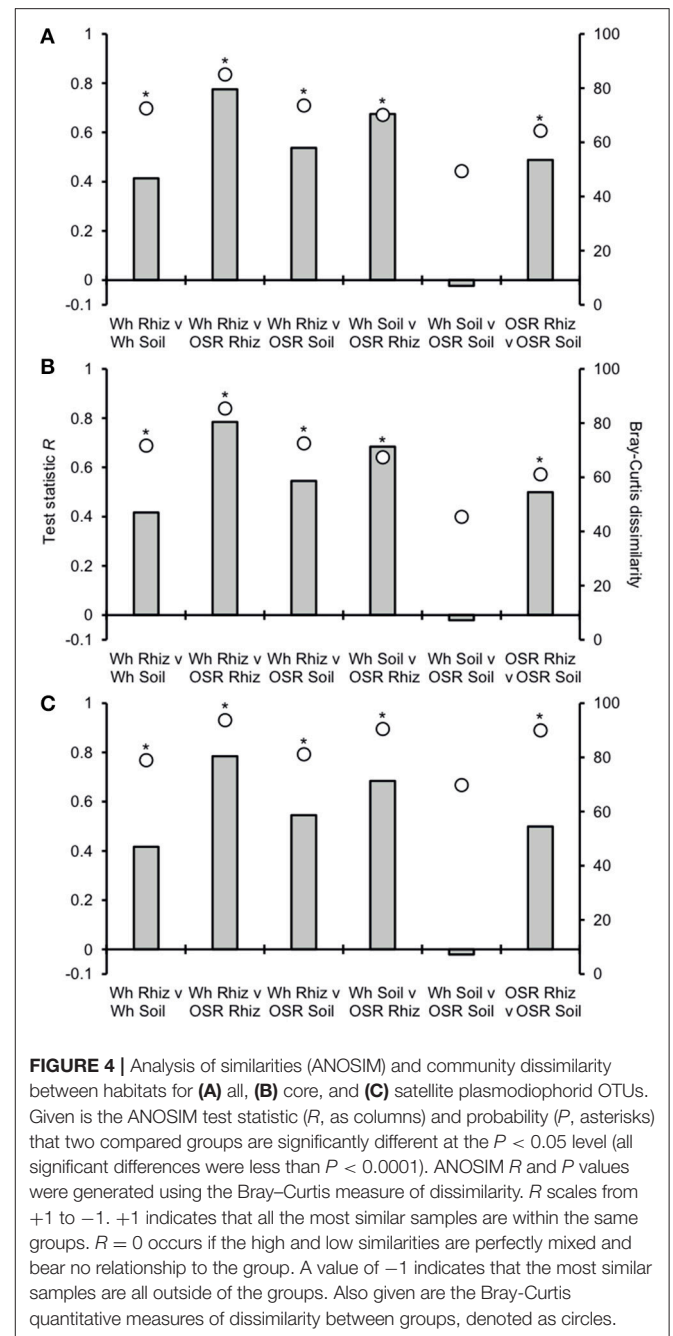 A
1
0.8
0.6
0.4
0.2
0
-0.1
100
80
60
40
20
0
* * * * *
Wh Rhiz v Wh Rhiz v Wh Rhiz v Wh Soil v Wh Soil v OSR Rhiz
Wh Soil OSR Rhiz OSR Soil OSR Rhiz OSR Soil v OSR Soil
B
1
0.8
0.6
0.4
0.2
0
-0.1
Test statistic R
100
80
60
40
20
0
Bray-Curtis dissimilarity
* * * * *
Wh Rhiz v Wh Rhiz v Wh Rhiz v Wh Soil v Wh Soil v OSR Rhiz
Wh Soil OSR Rhiz OSR Soil OSR Rhiz OSR Soil v OSR Soil
C
1
0.8
0.6
0.4
0.2
0
-0.1
100
80
60
40
20
0
* * * * *
Wh Rhiz v Wh Rhiz v Wh Rhiz v Wh Soil v Wh Soil v OSR Rhiz
Wh Soil OSR Rhiz OSR Soil OSR Rhiz OSR Soil v OSR Soil
FIGURE 4 | Analysis of similarities (ANOSIM) and community dissimilarity
between habitats for (A) all, (B) core, and (C) satellite plasmodiophorid OTUs.
Given is the ANOSIM test statistic (R, as columns) and probability (P, asterisks)
that two compared groups are significantly different at the P < 0.05 level (all
significant differences were less than P < 0.0001). ANOSIM R and P values
were generated using the Bray–Curtis measure of dissimilarity. R scales from
+1 to −1. +1 indicates that all the most similar samples are within the same
groups. R = 0 occurs if the high and low similarities are perfectly mixed and
bear no relationship to the group. A value of −1 indicates that the most similar
samples are all outside of the groups. Also given are the Bray-Curtis
quantitative measures of dissimilarity between groups, denoted as circles.